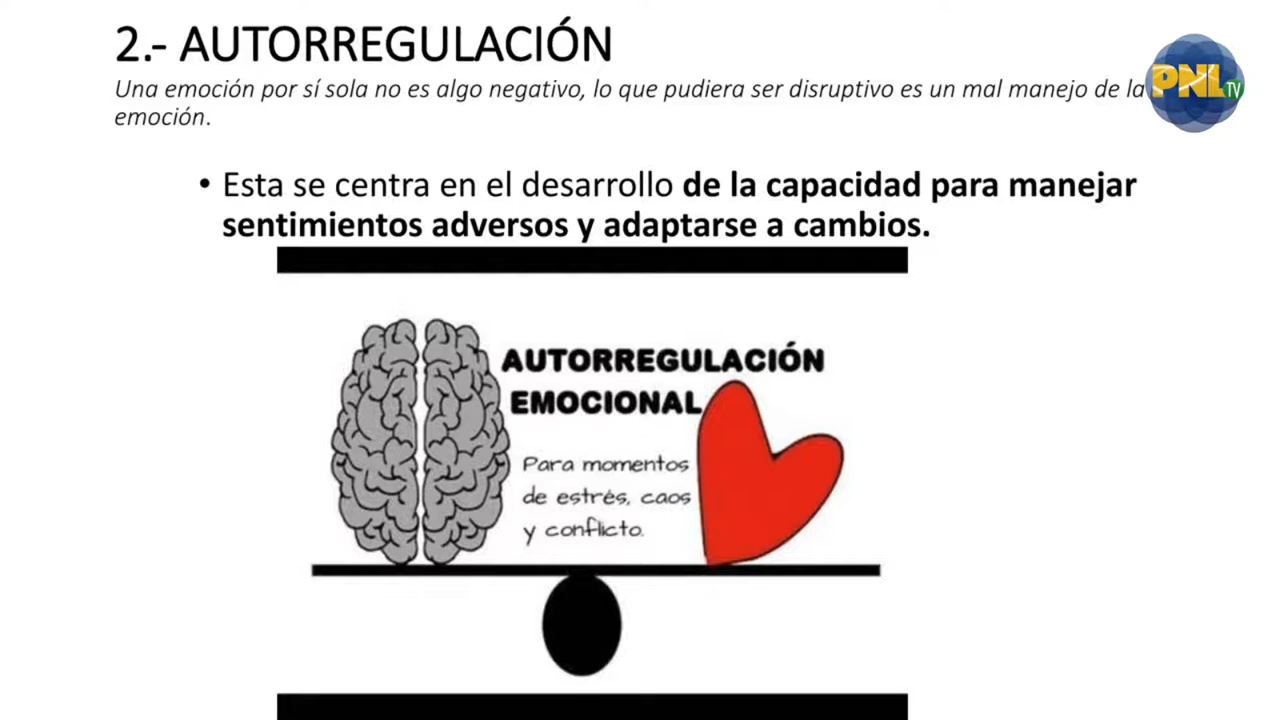 2.- AUTORREGULACIÓN
Una emoción por sí sola no es algo negativo, lo que pudiera ser disruptivo es un mal manejo de la
emoción.
PNL TV
• Esta se centra en el desarrollo de la capacidad para manejar
sentimientos adversos y adaptarse a cambios.
AUTORREGULACIÓN
EMOCIONAL
Para momentos
de estrés, caos
y conflicto.